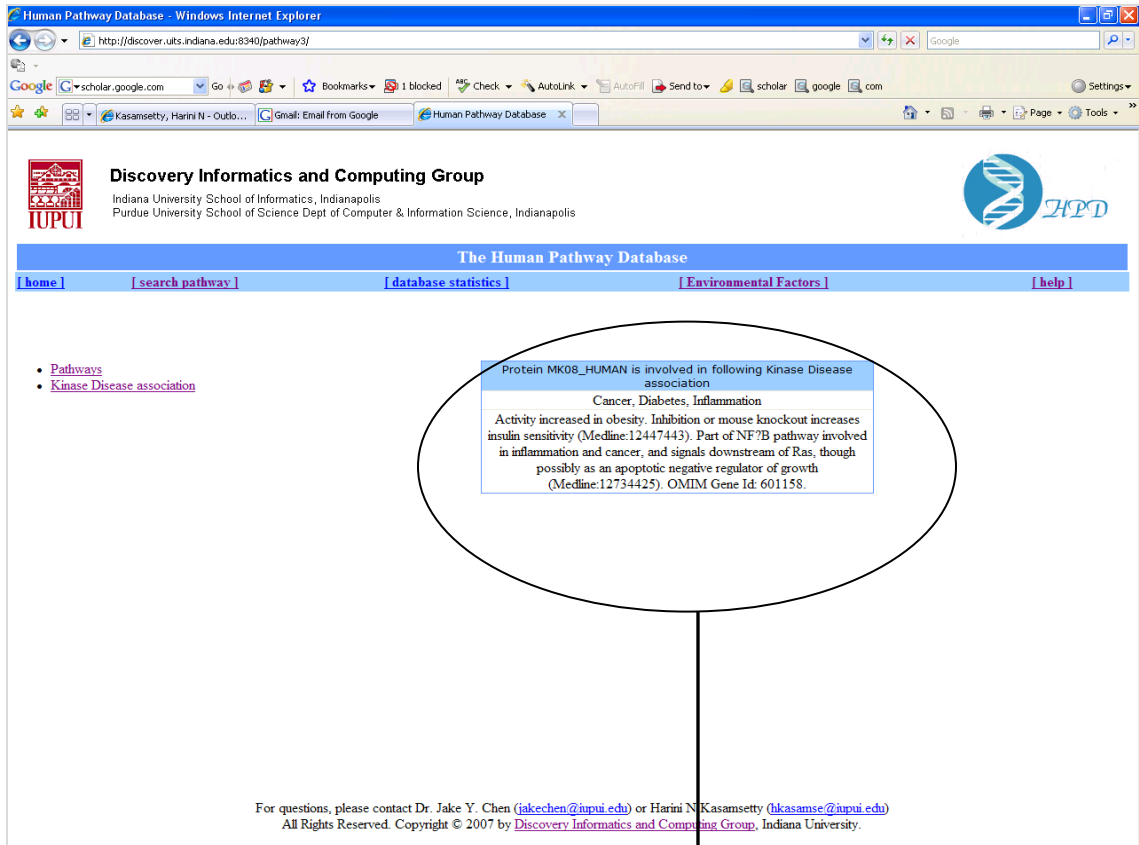 Human Pathway Database - Windows Internet Explorer
http://discover.uits.indiana.edu:8340/pathway3/
Google
Google G scholar.google.com Go Bookmarks 1 blocked ABC Check AutoLink AutoFill Send to scholar google com Settings
Kasamsetty, Harini N - Outlo... Gmail: Email from Google Human Pathway Database X Page Tools »
IUPUI
Discovery Informatics and Computing Group
Indiana University School of Informatics, Indianapolis
Purdue University School of Science Dept of Computer & Information Science, Indianapolis
HPD
The Human Pathway Database
[ home ] [ search pathway ] [ database statistics ] [ Environmental Factors ] [ help ]
• Pathways
• Kinase Disease association
Protein MK08_HUMAN is involved in following Kinase Disease
association
Cancer, Diabetes, Inflammation
Activity increased in obesity. Inhibition or mouse knockout increases
insulin sensitivity (Medline:12447443). Part of NF?B pathway involved
in inflammation and cancer, and signals downstream of Ras, though
possibly as an apoptotic negative regulator of growth
(Medline:12734425). OMIM Gene Id: 601158.
For questions, please contact Dr. Jake Y. Chen (jakechen@iupui.edu) or Harini N Kasamsetty (hkasamse@iupui.edu)
All Rights Reserved. Copyright © 2007 by Discovery Informatics and Computing Group, Indiana University.